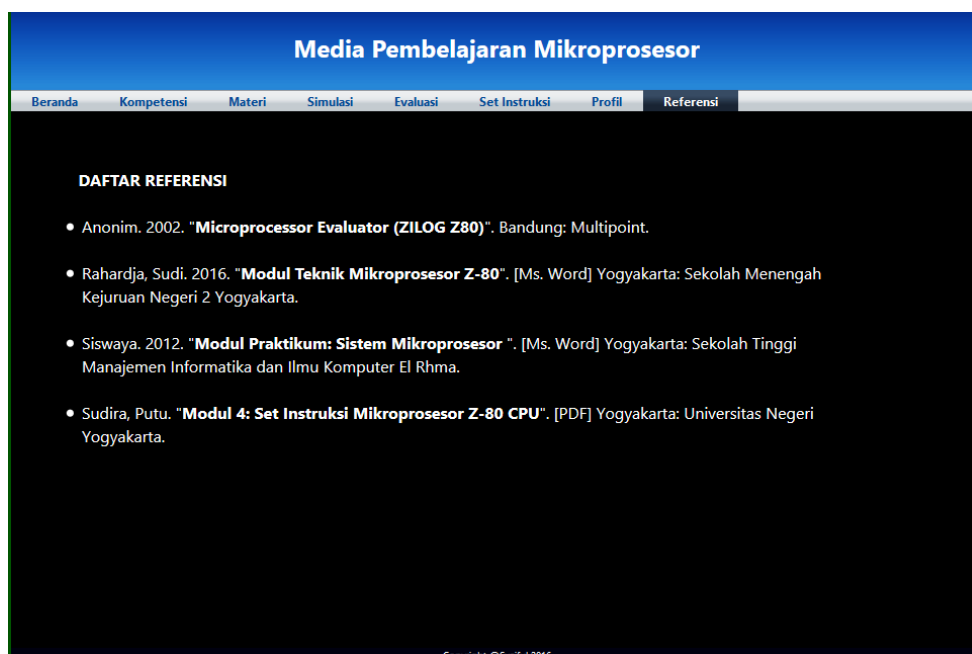 Media Pembelajaran Mikroprosesor
Beranda Kompetensi Materi Simulasi Evaluasi Set Instruksi Profil Referensi
DAFTAR REFERENSI
• Anonim. 2002. "Microprocessor Evaluator (ZILOG Z80)". Bandung: Multipoint.
• Rahardja, Sudi. 2016. "Modul Teknik Mikroprosesor Z-80". [Ms. Word] Yogyakarta: Sekolah Menengah
Kejuruan Negeri 2 Yogyakarta.
• Siswaya. 2012. "Modul Praktikum: Sistem Mikroprosesor ". [Ms. Word] Yogyakarta: Sekolah Tinggi
Manajemen Informatika dan Ilmu Komputer El Rhma.
• Sudira, Putu. "Modul 4: Set Instruksi Mikroprosesor Z-80 CPU". [PDF] Yogyakarta: Universitas Negeri
Yogyakarta.